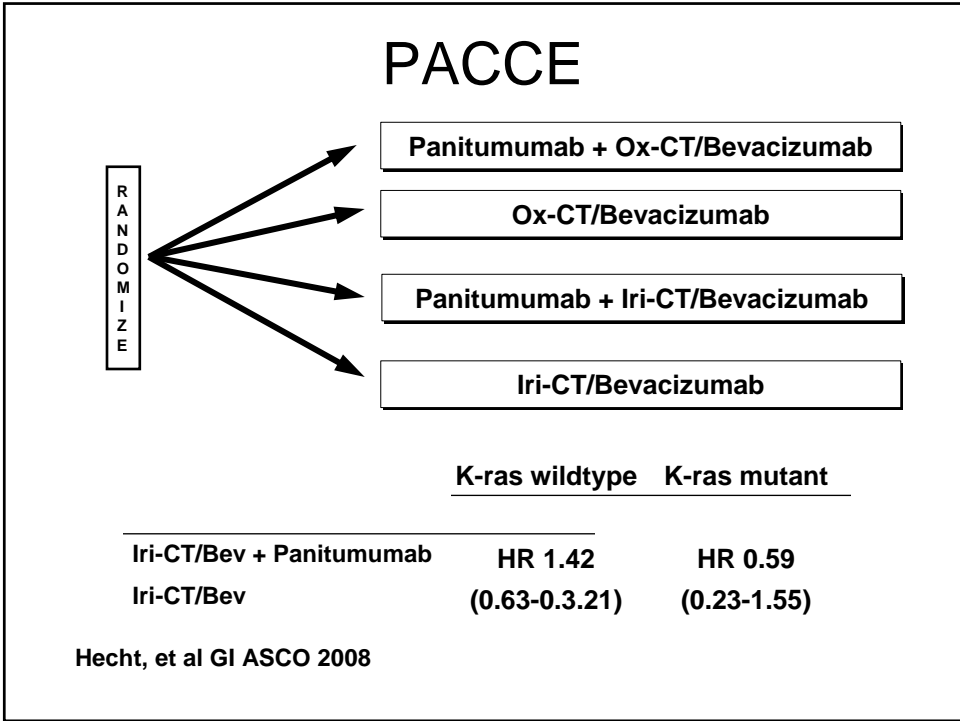 PACCE
RANDOMIZE
Panitumumab + Ox-CT/Bevacizumab
Ox-CT/Bevacizumab
Panitumumab + Iri-CT/Bevacizumab
Iri-CT/Bevacizumab
K-ras wildtype K-ras mutant
Iri-CT/Bev + Panitumumab HR 1.42 HR 0.59
Iri-CT/Bev (0.63-0.3.21) (0.23-1.55)
Hecht, et al GI ASCO 2008